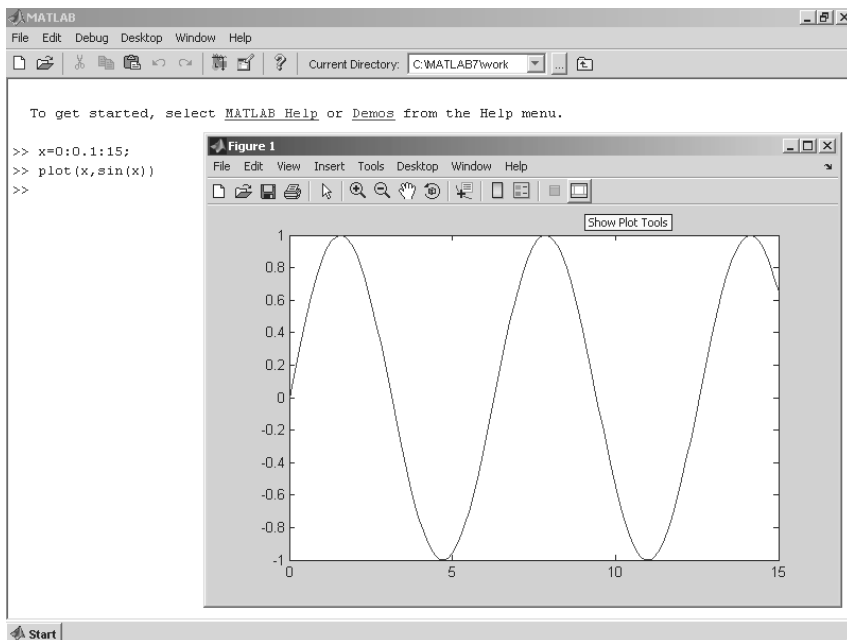 MATLAB
File Edit Debug Desktop Window Help
Current Directory: C:\MATLAB7\work ...
To get started, select MATLAB Help or Demos from the Help menu.
>> x=0:0.1:15;
>> plot(x,sin(x))
>>
Figure 1
File Edit View Insert Tools Desktop Window Help
Show Plot Tools
1
0.8
0.6
0.4
0.2
0
-0.2
-0.4
-0.6
-0.8
-1
0 5 10 15
Start